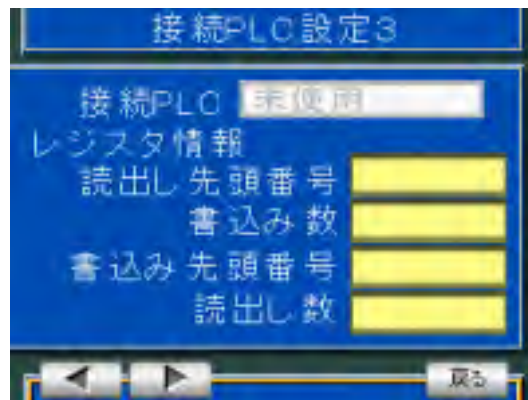 接続PLC設定3
接続PLC 未使用
レジスタ情報
読出し先頭番号
書込み数
書込み先頭番号
読出し数
戻る